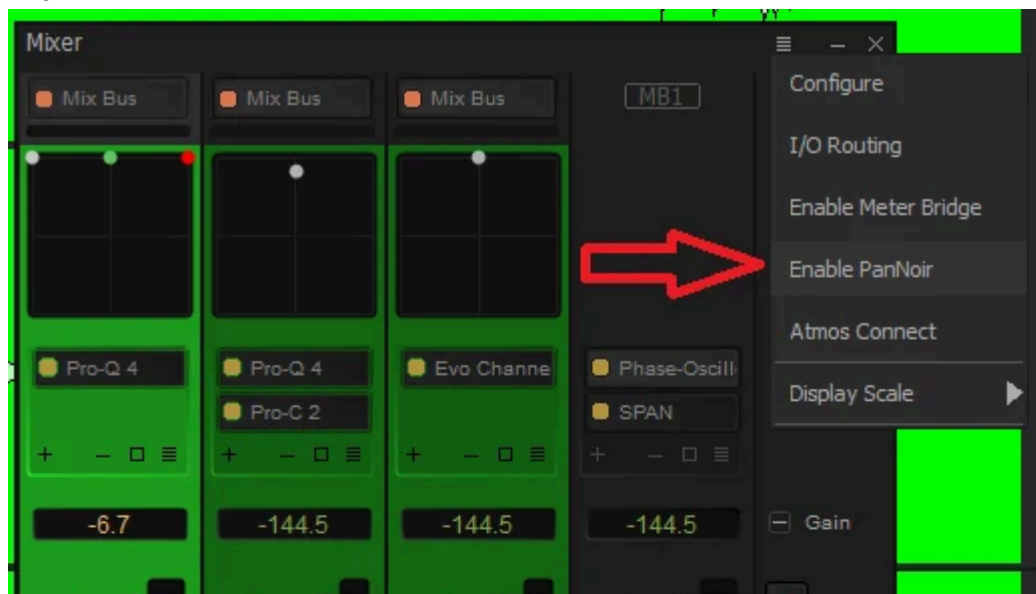 Mixer
Mix Bus
Mix Bus
Mix Bus
MB1
Configure
I/O Routing
Enable Meter Bridge
Enable PanNoir
Atmos Connect
Display Scale
Pro-Q 4
Pro-Q 4
Evo Channe
Phase-Oscill
Pro-C 2
SPAN
-6.7
-144.5
-144.5
-144.5
Gain